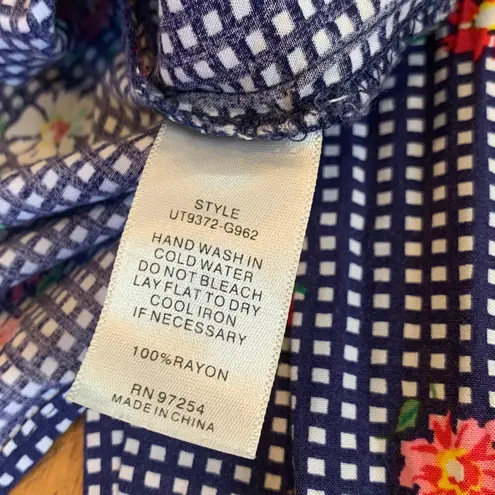 STYLE
UT9372-G962
HAND WASH IN
COLD WATER
DO NOT BLEACH
LAY FLAT TO DRY
COOL IRON
IF NECESSARY
100%RAYON
RN 97254
MADE IN CHINA